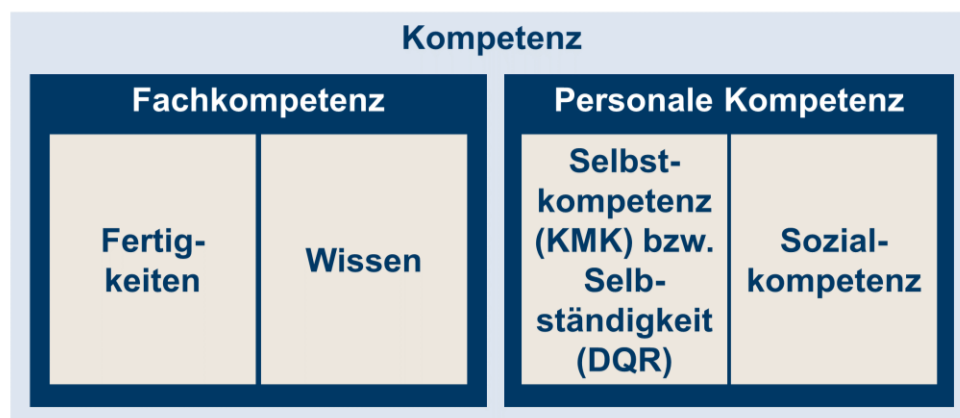 Kompetenz
Fachkompetenz
Fertig-
keiten
Wissen
Personale Kompetenz
Selbst-
kompetenz
(KMK) bzw.
Selb-
ständigkeit
(DQR)
Sozial-
kompetenz